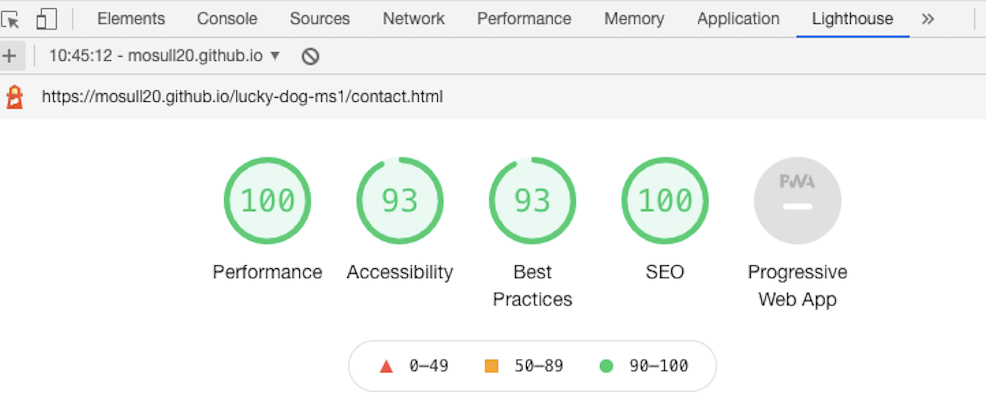 Elements Console Sources Network Performance Memory Application Lighthouse »
+ 10:45:12 - mosull20.github.io ▼
https://mosull20.github.io/lucky-dog-ms1/contact.html
100 93 93 100 PWA
Performance Accessibility Best Practices SEO Progressive Web App
0–49 50–89 90–100